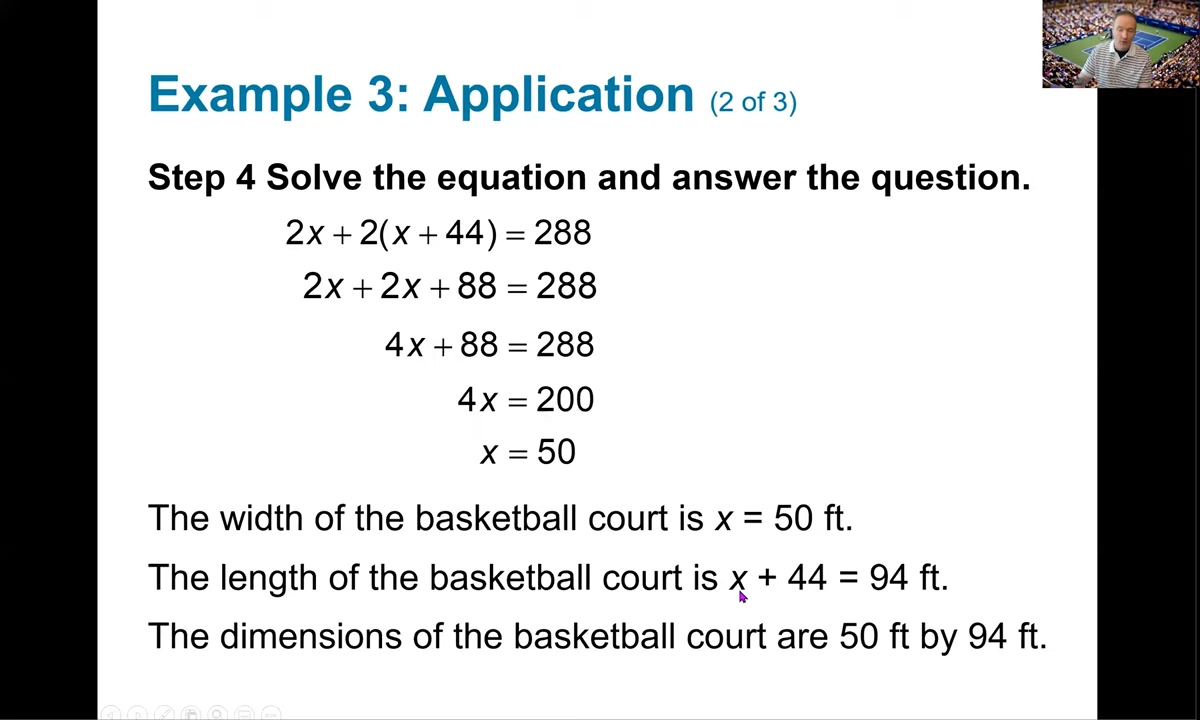 Example 3: Application (2 of 3)
Step 4 Solve the equation and answer the question.
2x + 2(x + 44) = 288
2x + 2x + 88 = 288
4x + 88 = 288
4x = 200
x = 50
The width of the basketball court is x = 50 ft.
The length of the basketball court is x + 44 = 94 ft.
The dimensions of the basketball court are 50 ft by 94 ft.